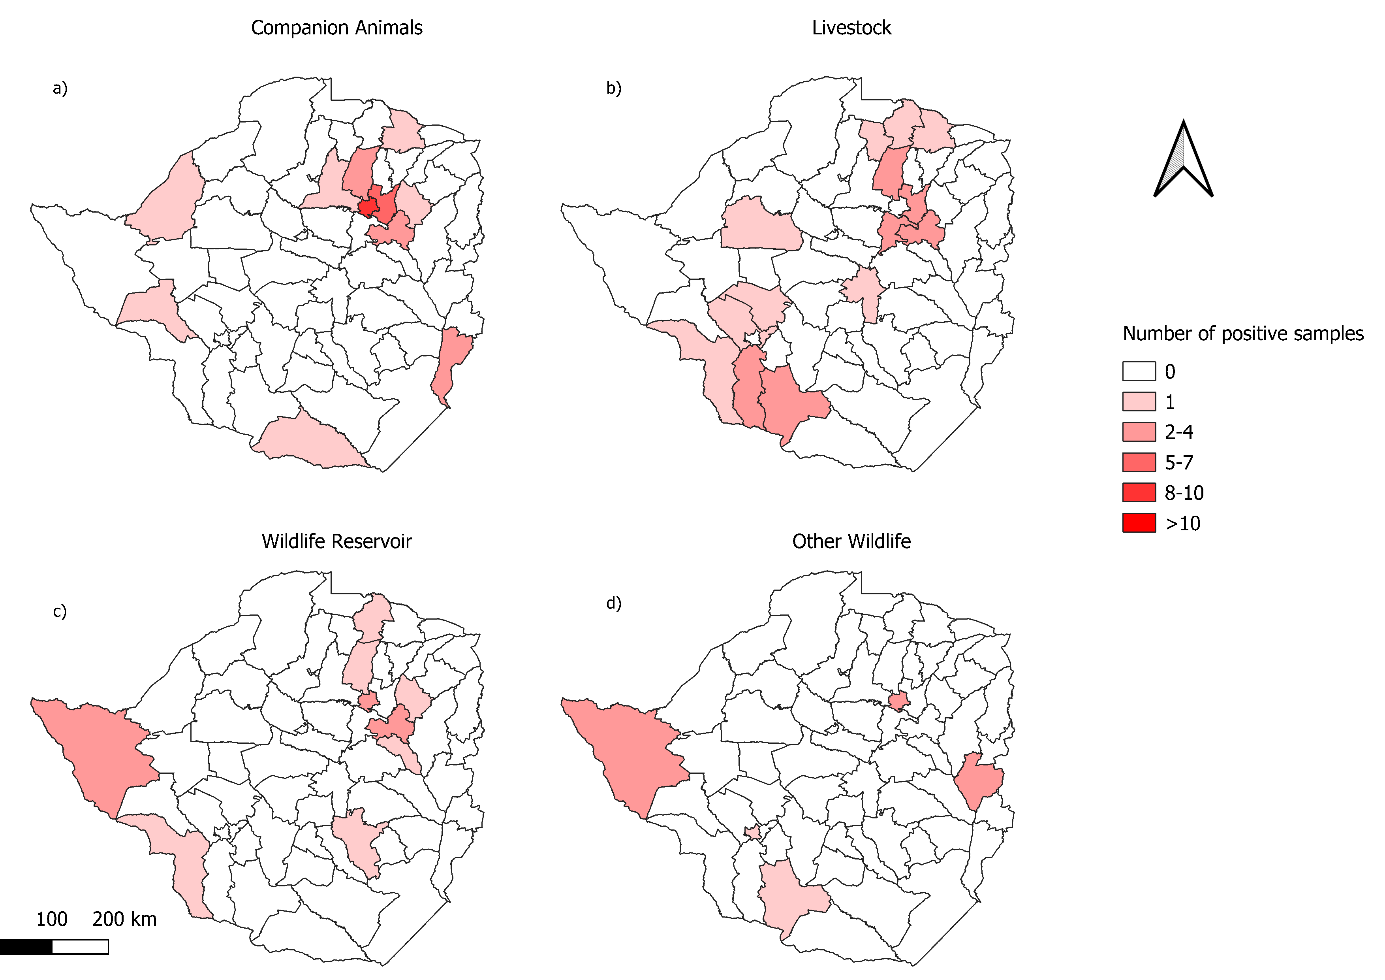 Companion Animals
Livestock
a)
b)
Number of positive samples
0
1
2-4
5-7
8-10
>10
Wildlife Reservoir
Other Wildlife
c)
d)
100 200 km